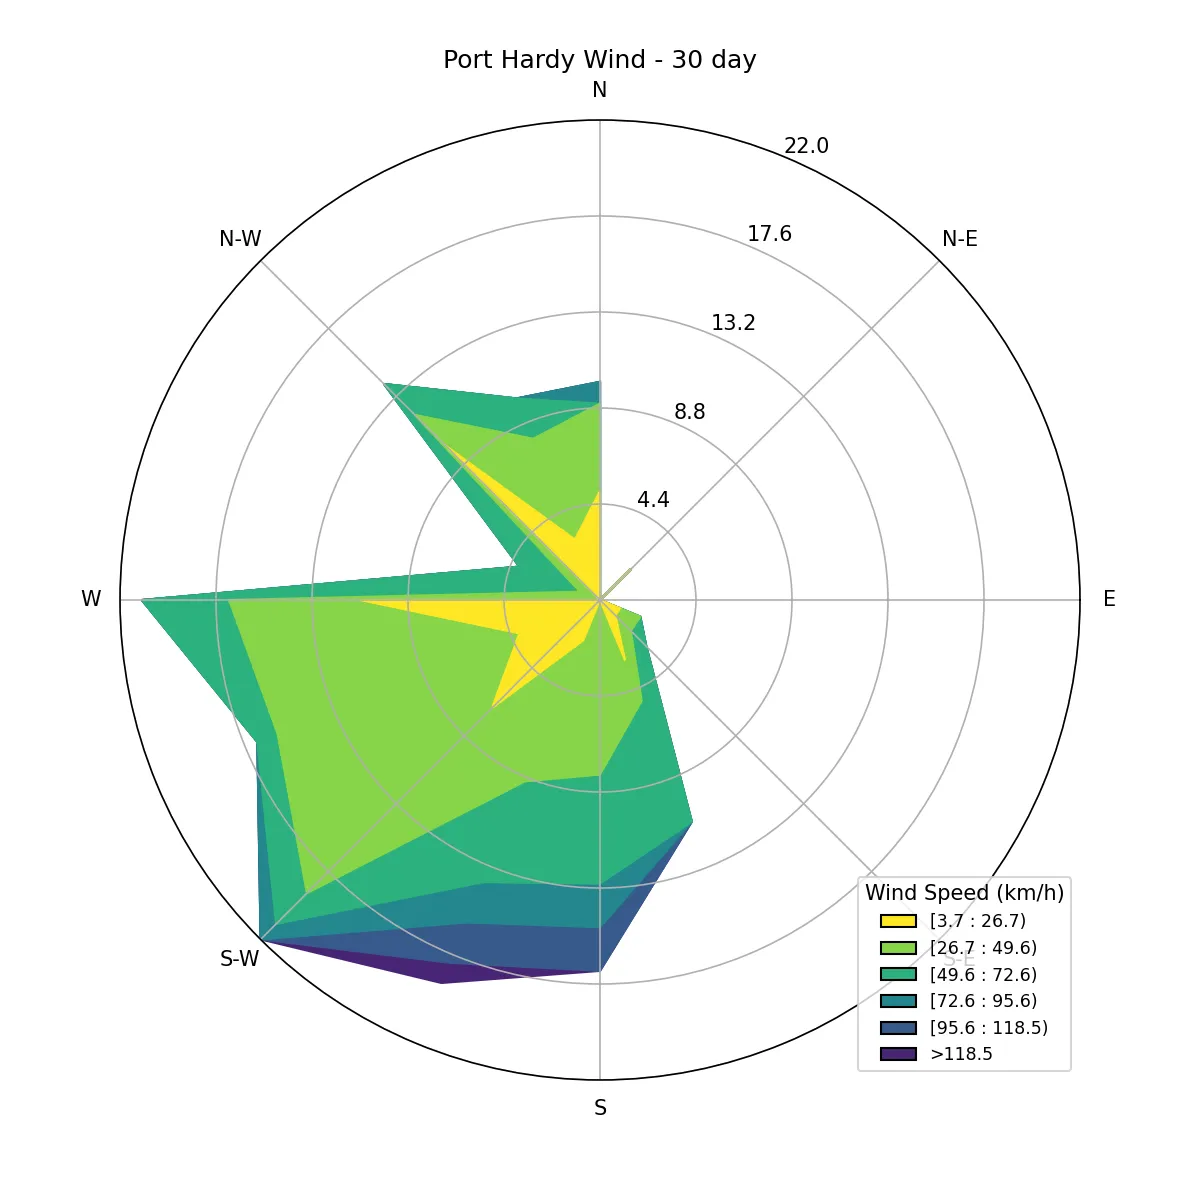 Port Hardy Wind - 30 day
N
22.0
N-W
17.6
N-E
13.2
8.8
4.4
W
E
Wind Speed (km/h)
[3.7 : 26.7)
[26.7 : 49.6)
S-W
S-E
[49.6 : 72.6)
[72.6 : 95.6)
[95.6 : 118.5)
>118.5
S